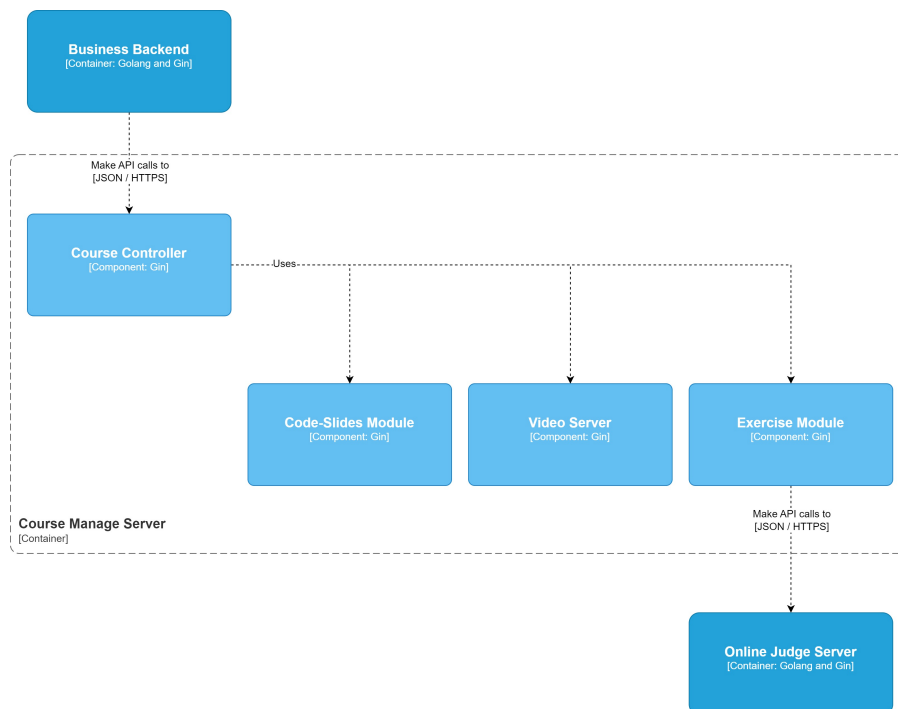 Business Backend
[Container: Golang and Gin]
Make API calls to
[JSON / HTTPS]
Course Controller
[Component: Gin]
Uses
Code-Slides Module
[Component: Gin]
Video Server
[Component: Gin]
Exercise Module
[Component: Gin]
Make API calls to
[JSON / HTTPS]
Course Manage Server
[Container]
Online Judge Server
[Container: Golang and Gin]